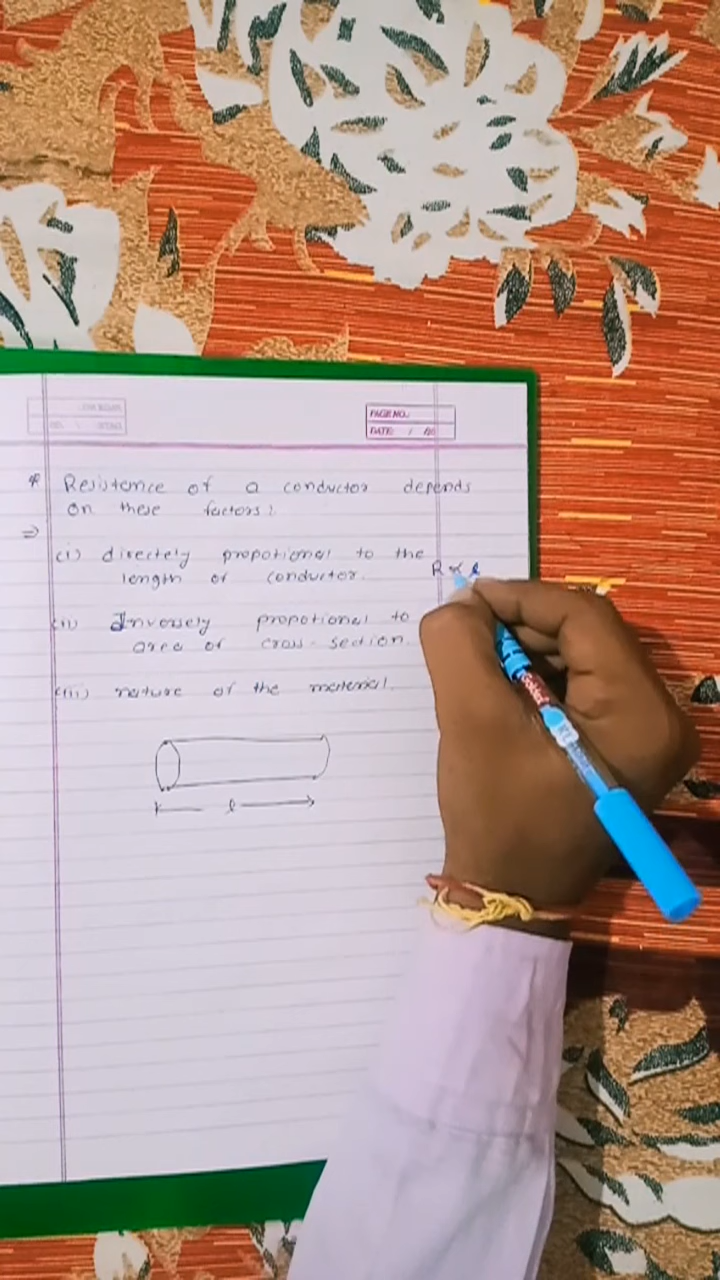 PAGE NO.
DATE: / /
* Resistance of a conductor depends
on these factors:
⇒
(i) directely propotional to the
length of conductor. R ∝ l
(ii) Inversely propotional to
area of cross-section.
(iii) nature of the material.
l